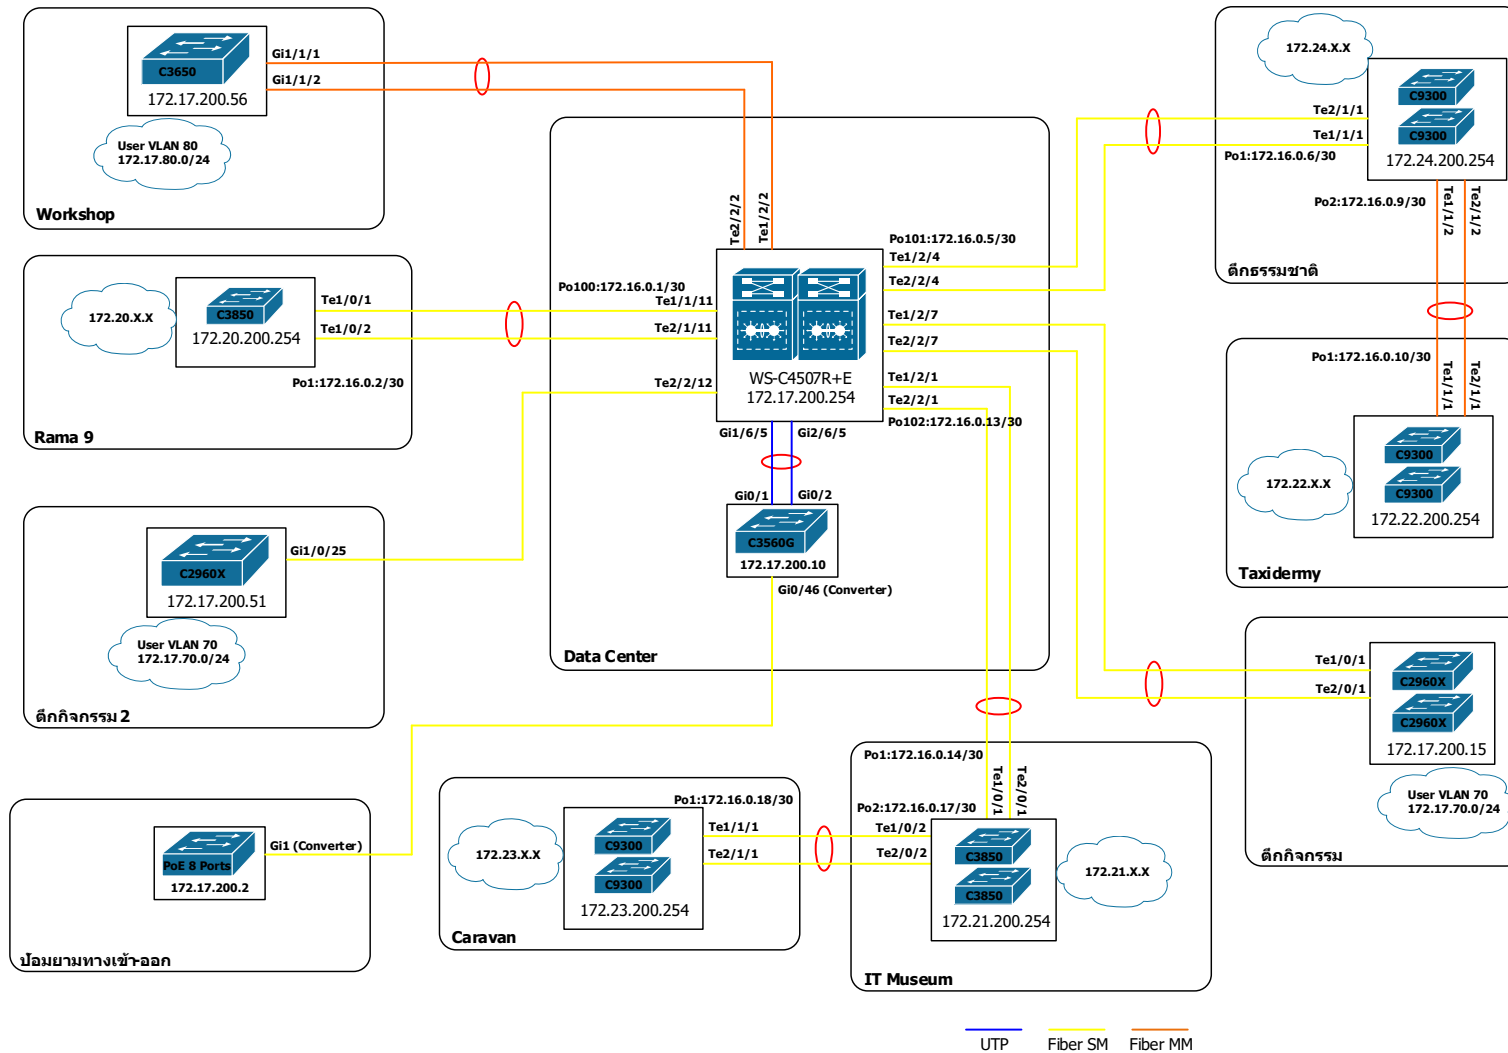 Gi1/1/1
C3650
Gi1/1/2
172.17.200.56
User VLAN 80
172.17.80.0/24
Workshop
Te1/0/1
172.20.X.X
C3850
Te1/0/2
172.20.200.254
Po1:172.16.0.2/30
Rama 9
Gi1/0/25
C2960X
172.17.200.51
User VLAN 70
172.17.70.0/24
ตึกกิจกรรม 2
Gi1 (Converter)
PoE 8 Ports
172.17.200.2
ป้อมยามทางเข้า-ออก
Te2/2/2
Te1/2/2
Po101:172.16.0.5/30
Te1/2/4
Po100:172.16.0.1/30
Te2/2/4
Te1/1/11
Te1/2/7
Te2/1/11
Te2/2/7
WS-C4507R+E
Te1/2/1
Te2/2/12
172.17.200.254
Te2/2/1
Po102:172.16.0.13/30
Gi1/6/5
Gi2/6/5
Gi0/1
Gi0/2
C3560G
172.17.200.10
Gi0/46 (Converter)
Data Center
172.24.X.X
C9300
Te2/1/1
C9300
Te1/1/1
Po1:172.16.0.6/30
172.24.200.254
Po2:172.16.0.9/30
Te1/1/2
Te2/1/2
ตึกธรรมชาติ
Po1:172.16.0.10/30
Te1/1/1
Te2/1/1
C9300
172.22.X.X
C9300
172.22.200.254
Taxidermy
Te1/0/1
C2960X
Te2/0/1
C2960X
172.17.200.15
User VLAN 70
172.17.70.0/24
ตึกกิจกรรม
Po1:172.16.0.18/30
Te1/1/1
C9300
172.23.X.X
Te2/1/1
C9300
172.23.200.254
Caravan
Po1:172.16.0.14/30
Te1/0/1
Te2/0/1
Po2:172.16.0.17/30
Te1/0/2
C3850
Te2/0/2
172.21.X.X
C3850
172.21.200.254
IT Museum
UTP
Fiber SM
Fiber MM